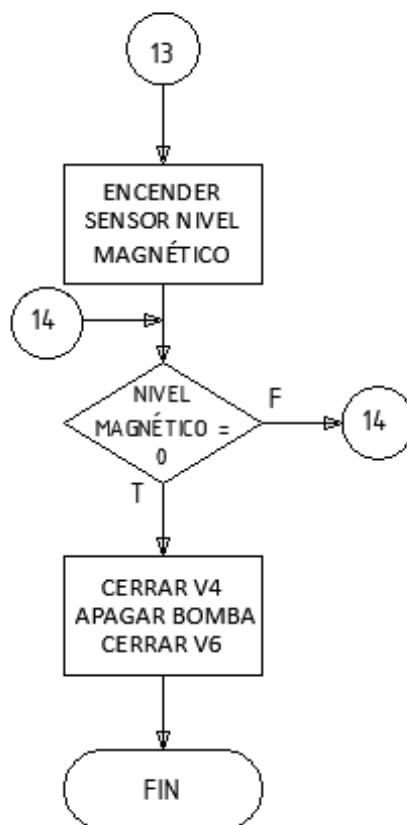 13
ENCENDER
SENSOR NIVEL
MAGNÉTICO
14
NIVEL
MAGNÉTICO =
0
F
14
T
CERRAR V4
APAGAR BOMBA
CERRAR V6
FIN